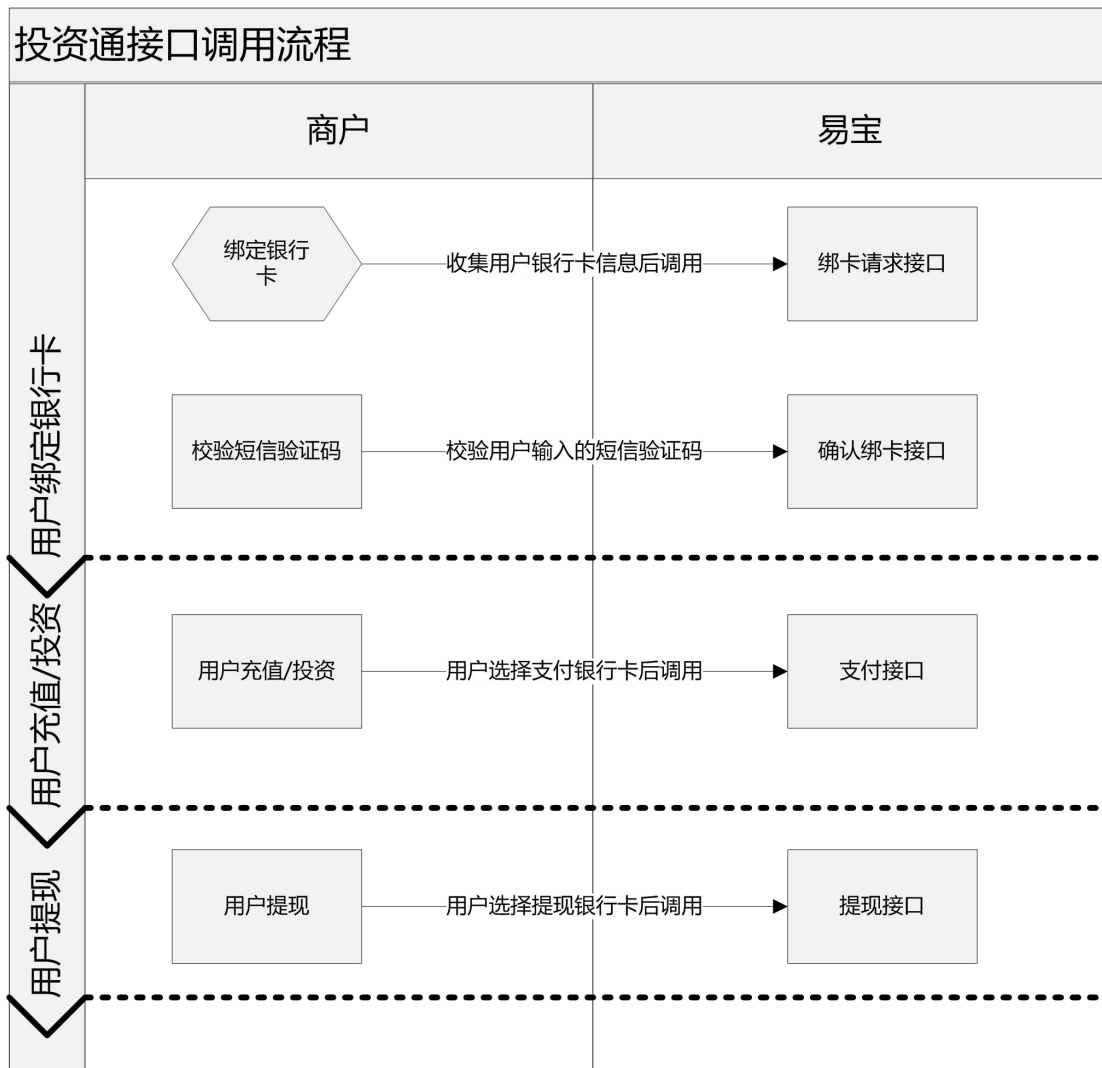 投资通接口调用流程
商户
易宝
用户绑定银行卡
绑定银行
卡
收集用户银行卡信息后调用
绑卡请求接口
校验短信验证码
校验用户输入的短信验证码
确认绑卡接口
用户充值/投资
用户充值/投资
用户选择支付银行卡后调用
支付接口
用户提现
用户提现
用户选择提现银行卡后调用
提现接口